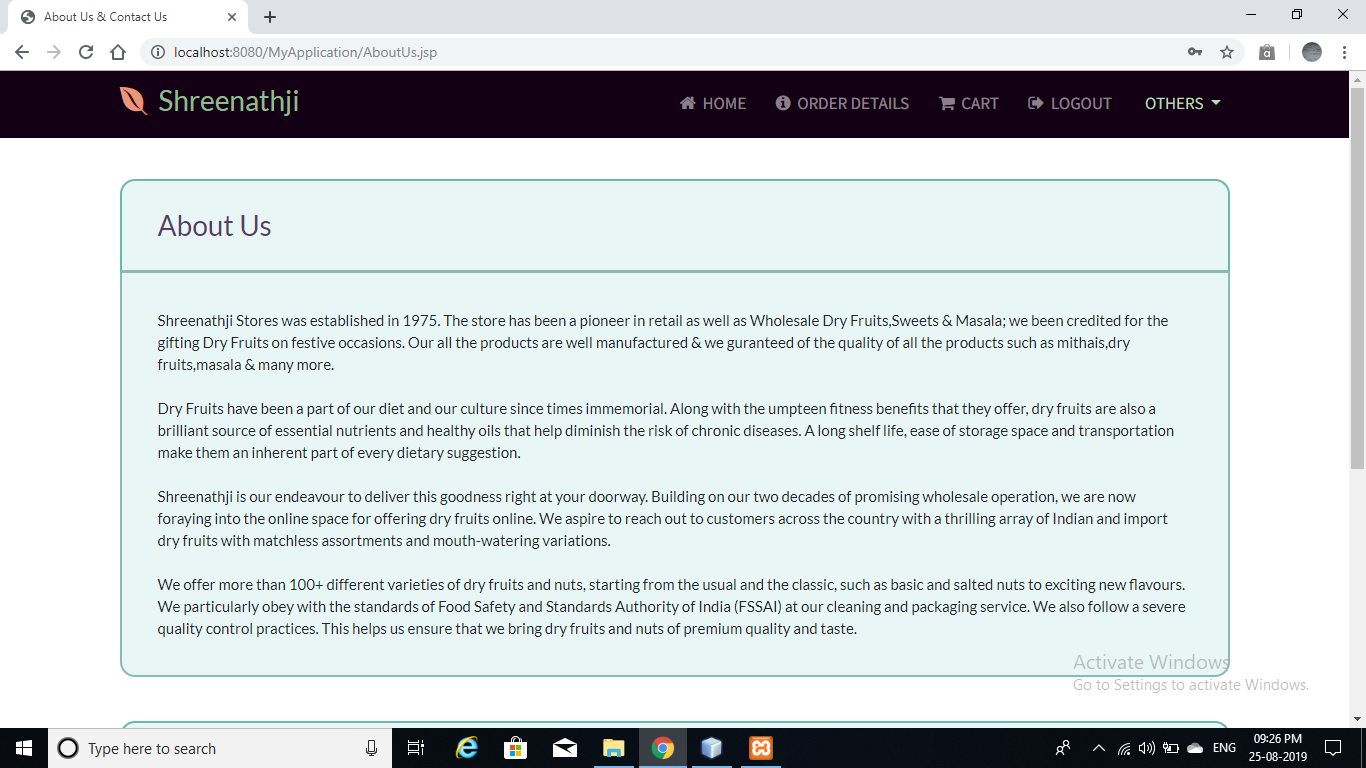 About Us & Contact Us
localhost:8080/MyApplication/AboutUs.jsp
Shreenathji
HOME
ORDER DETAILS
CART
LOGOUT
OTHERS
About Us
Shreenathji Stores was established in 1975. The store has been a pioneer in retail as well as Wholesale Dry Fruits,Sweets & Masala; we been credited for the
gifting Dry Fruits on festive occasions. Our all the products are well manufactured & we guranteed of the quality of all the products such as mithais,dry
fruits,masala & many more.
Dry Fruits have been a part of our diet and our culture since times immemorial. Along with the umpteen fitness benefits that they offer, dry fruits are also a
brilliant source of essential nutrients and healthy oils that help diminish the risk of chronic diseases. A long shelf life, ease of storage space and transportation
make them an inherent part of every dietary suggestion.
Shreenathji is our endeavour to deliver this goodness right at your doorway. Building on our two decades of promising wholesale operation, we are now
foraying into the online space for offering dry fruits online. We aspire to reach out to customers across the country with a thrilling array of Indian and import
dry fruits with matchless assortments and mouth-watering variations.
We offer more than 100+ different varieties of dry fruits and nuts, starting from the usual and the classic, such as basic and salted nuts to exciting new flavours.
We particularly obey with the standards of Food Safety and Standards Authority of India (FSSAI) at our cleaning and packaging service. We also follow a severe
quality control practices. This helps us ensure that we bring dry fruits and nuts of premium quality and taste.
Activate Windows
Go to Settings to activate Windows.
Type here to search
ENG
09:26 PM
25-08-2019